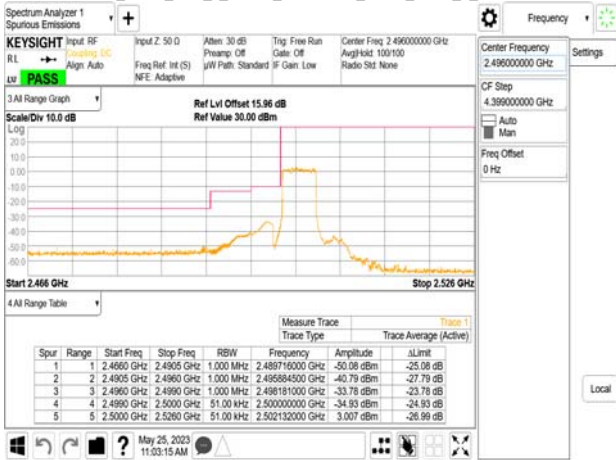 Spectrum Analyzer 1
Spurious Emissions
Frequency
KEYSIGHT Input: RF Input Z: 50 Ω Atten: 30 dB Trig: Free Run Center Freq: 2.496000000 GHz
RL Coupling: DC Preamp: Off Gate: Off Avg|Hold: 100/100
Align: Auto Freq Ref: Int (S) µW Path: Standard IF Gain: Low Radio Std: None
NFE: Adaptive
LVI PASS
Center Frequency
2.496000000 GHz
Settings
CF Step
4.399000000 GHz
Auto
Man
Freq Offset
0 Hz
Local
3 All Range Graph
Ref Lvl Offset 15.96 dB
Scale/Div 10.0 dB Ref Value 30.00 dBm
Log
20.0
10.0
0.00
-10.0
-20.0
-30.0
-40.0
-50.0
-60.0
Start 2.466 GHz Stop 2.526 GHz
4 All Range Table
Measure Trace Trace 1
Trace Type Trace Average (Active)
Spur Range Start Freq Stop Freq RBW Frequency Amplitude ΔLimit
1 1 2.4660 GHz 2.4905 GHz 1.000 MHz 2.489716000 GHz -50.08 dBm -25.08 dB
2 2 2.4905 GHz 2.4960 GHz 1.000 MHz 2.495884500 GHz -40.79 dBm -27.79 dB
3 3 2.4960 GHz 2.4990 GHz 1.000 MHz 2.498181000 GHz -33.78 dBm -23.78 dB
4 4 2.4990 GHz 2.5000 GHz 51.00 kHz 2.500000000 GHz -34.93 dBm -24.93 dB
5 5 2.5000 GHz 2.5260 GHz 51.00 kHz 2.502132000 GHz 3.007 dBm -26.99 dB
May 25, 2023
11:03:15 AM